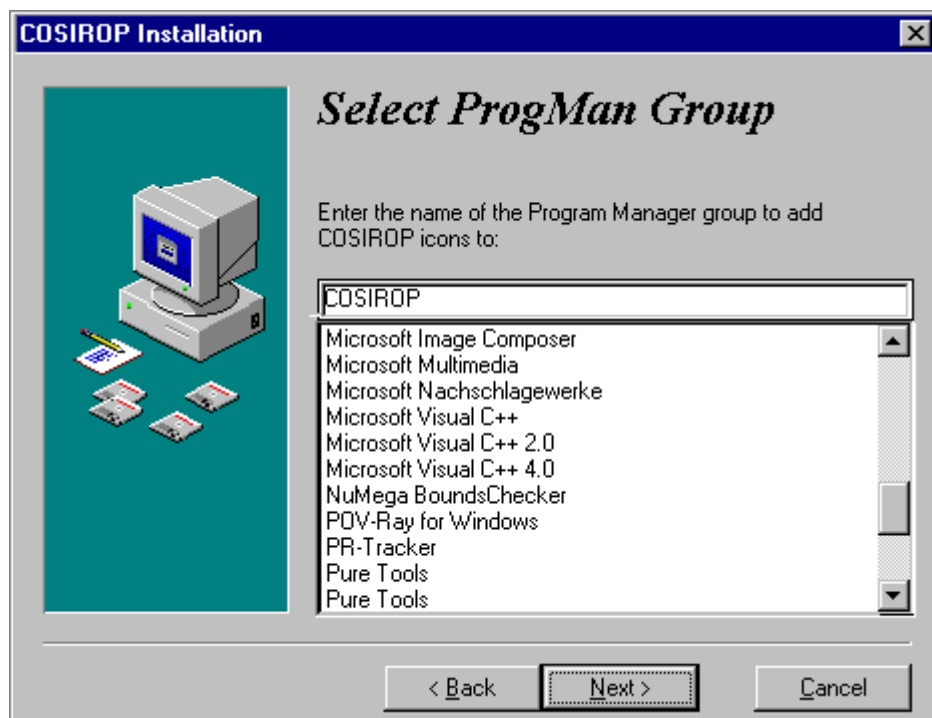 COSIROP Installation
Select ProgMan Group
Enter the name of the Program Manager group to add
COSIROP icons to:
COSIROP
Microsoft Image Composer
Microsoft Multimedia
Microsoft Nachschlagewerke
Microsoft Visual C++
Microsoft Visual C++ 2.0
Microsoft Visual C++ 4.0
NuMega BoundsChecker
POV-Ray for Windows
PR-Tracker
Pure Tools
Pure Tools
< Back
Next >
Cancel